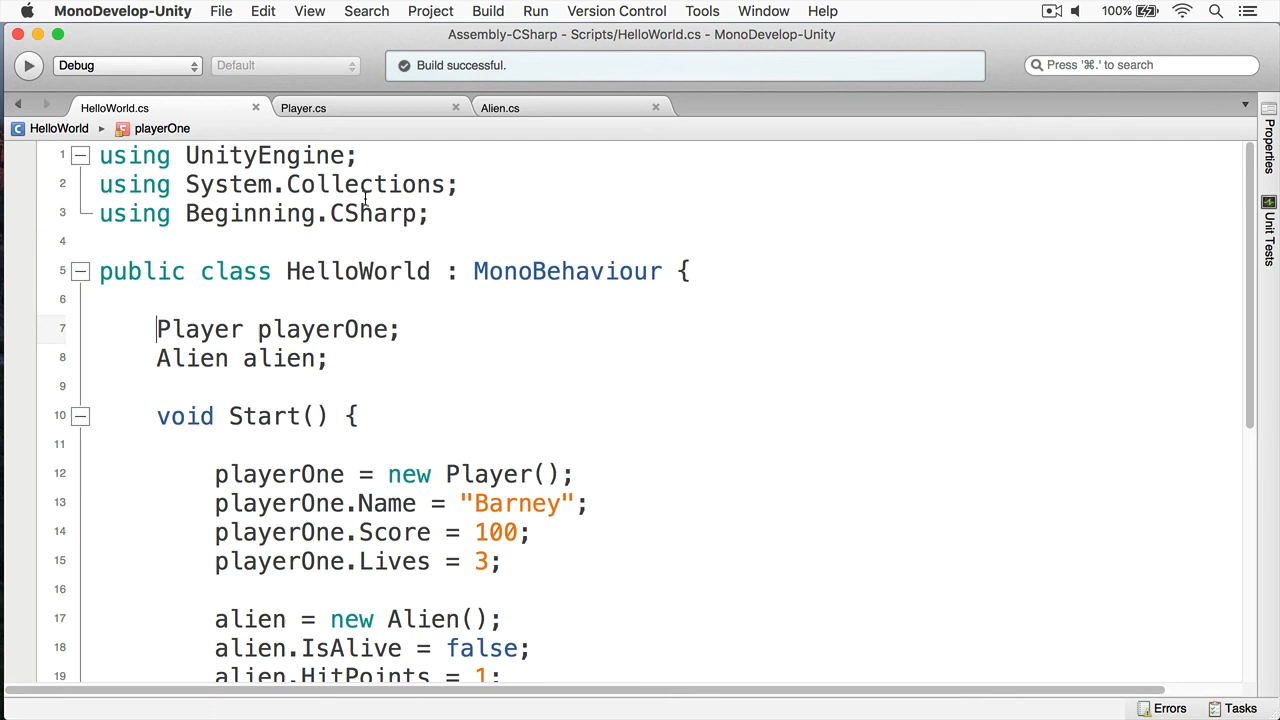 MonoDevelop-Unity File Edit View Search Project Build Run Version Control Tools Window Help 100%
Assembly-CSharp - Scripts/HelloWorld.cs - MonoDevelop-Unity
Debug Default Build successful. Press '⌘.' to search
HelloWorld.cs Player.cs Alien.cs
HelloWorld playerOne
1 using UnityEngine;
2 using System.Collections;
3 using Beginning.CSharp;
4
5 public class HelloWorld : MonoBehaviour {
6
7 Player playerOne;
8 Alien alien;
9
10 void Start() {
11
12 playerOne = new Player();
13 playerOne.Name = "Barney";
14 playerOne.Score = 100;
15 playerOne.Lives = 3;
16
17 alien = new Alien();
18 alien.IsAlive = false;
19 alien.HitPoints = 1;
Properties
Unit Tests
Errors Tasks